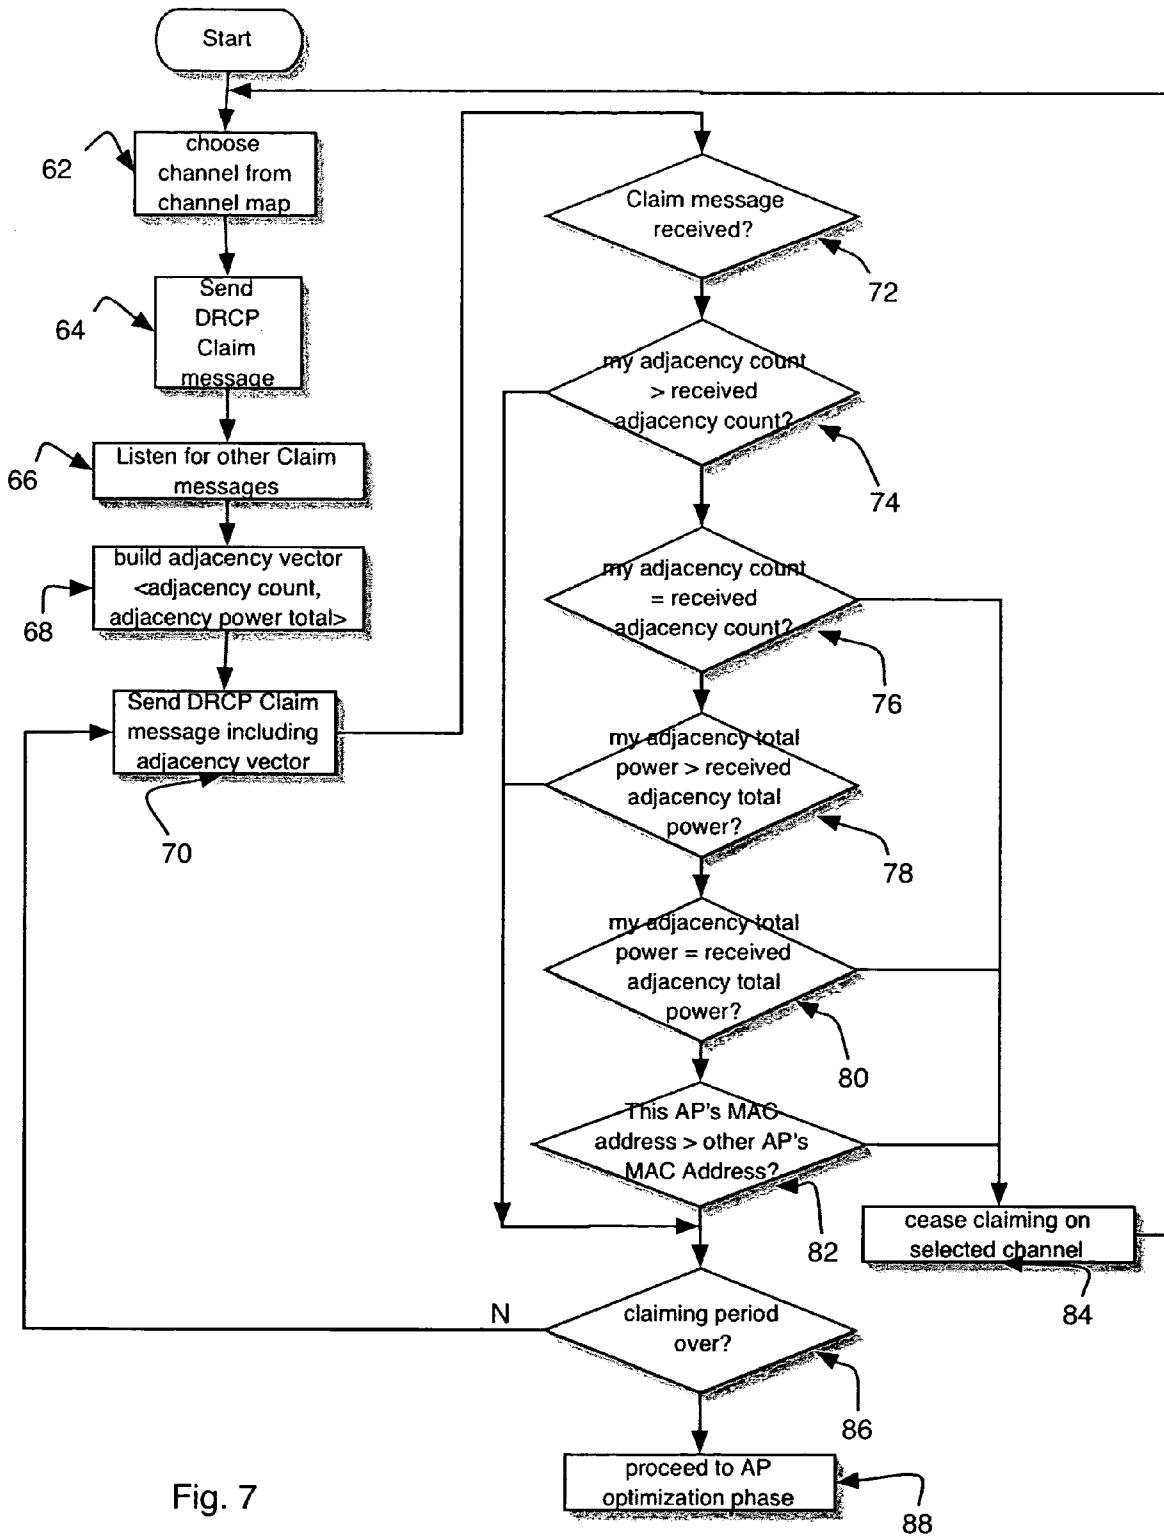 Start
62
choose
channel from
channel map
64
Send
DRCP
Claim
message
66
Listen for other Claim
messages
68
build adjacency vector
<adjacency count,
adjacency power total>
Send DRCP Claim
message including
adjacency vector
70
Claim message
received?
72
my adjacency count
> received
adjacency count?
74
my adjacency count
= received
adjacency count?
76
my adjacency total
power > received
adjacency total
power?
78
my adjacency total
power = received
adjacency total
power?
80
This AP's MAC
address > other AP's
MAC Address?
82
cease claiming on
selected channel
84
N
claiming period
over?
86
proceed to AP
optimization phase
88
Fig. 7